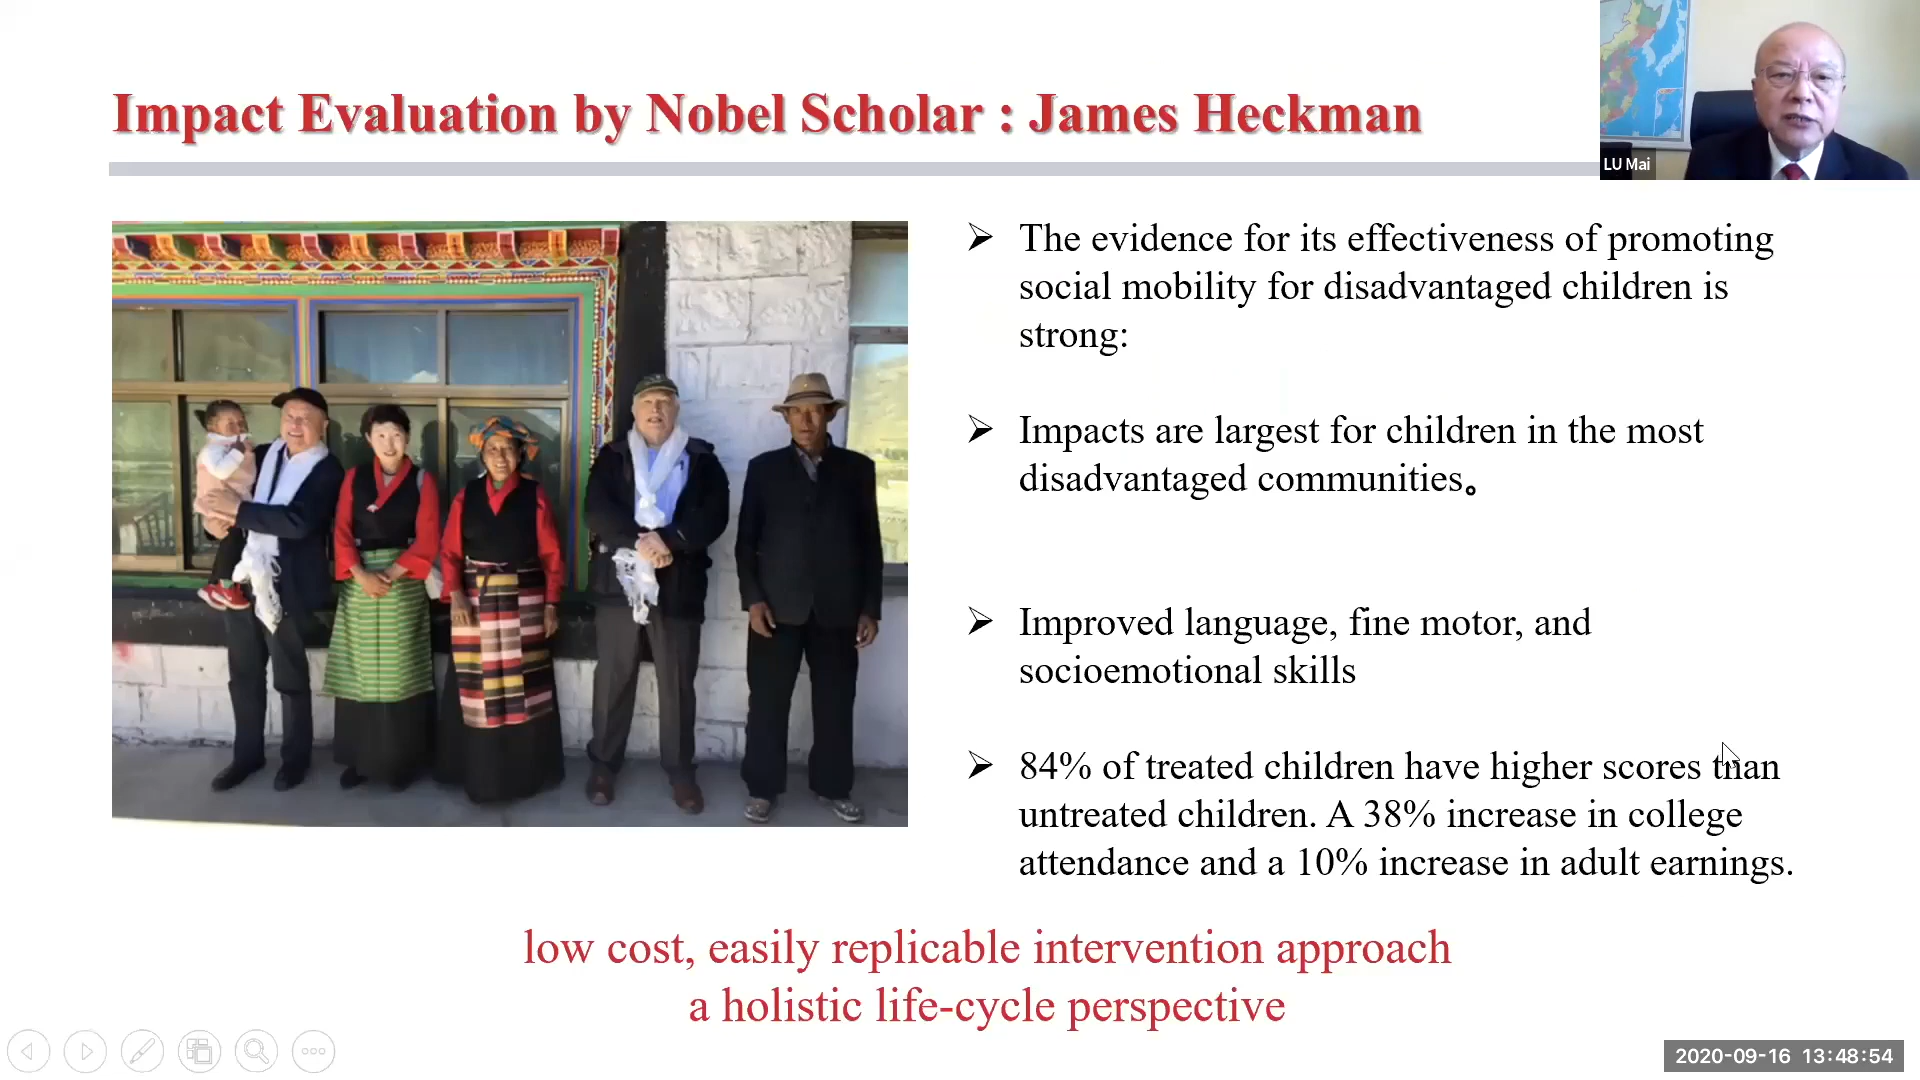 Impact Evaluation by Nobel Scholar : James Heckman
LU Mai
➢ The evidence for its effectiveness of promoting
social mobility for disadvantaged children is
strong:
➢ Impacts are largest for children in the most
disadvantaged communities。
➢ Improved language, fine motor, and
socioemotional skills
➢ 84% of treated children have higher scores than
untreated children. A 38% increase in college
attendance and a 10% increase in adult earnings.
low cost, easily replicable intervention approach
a holistic life-cycle perspective
2020-09-16 13:48:54